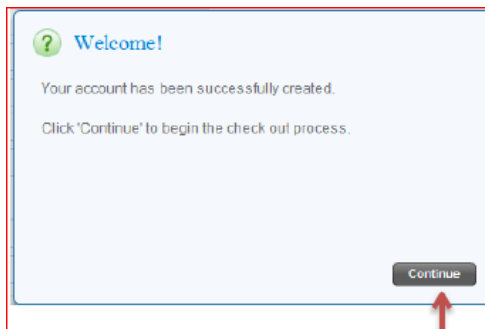 Welcome!
Your account has been successfully created.
Click 'Continue' to begin the check out process.
Continue